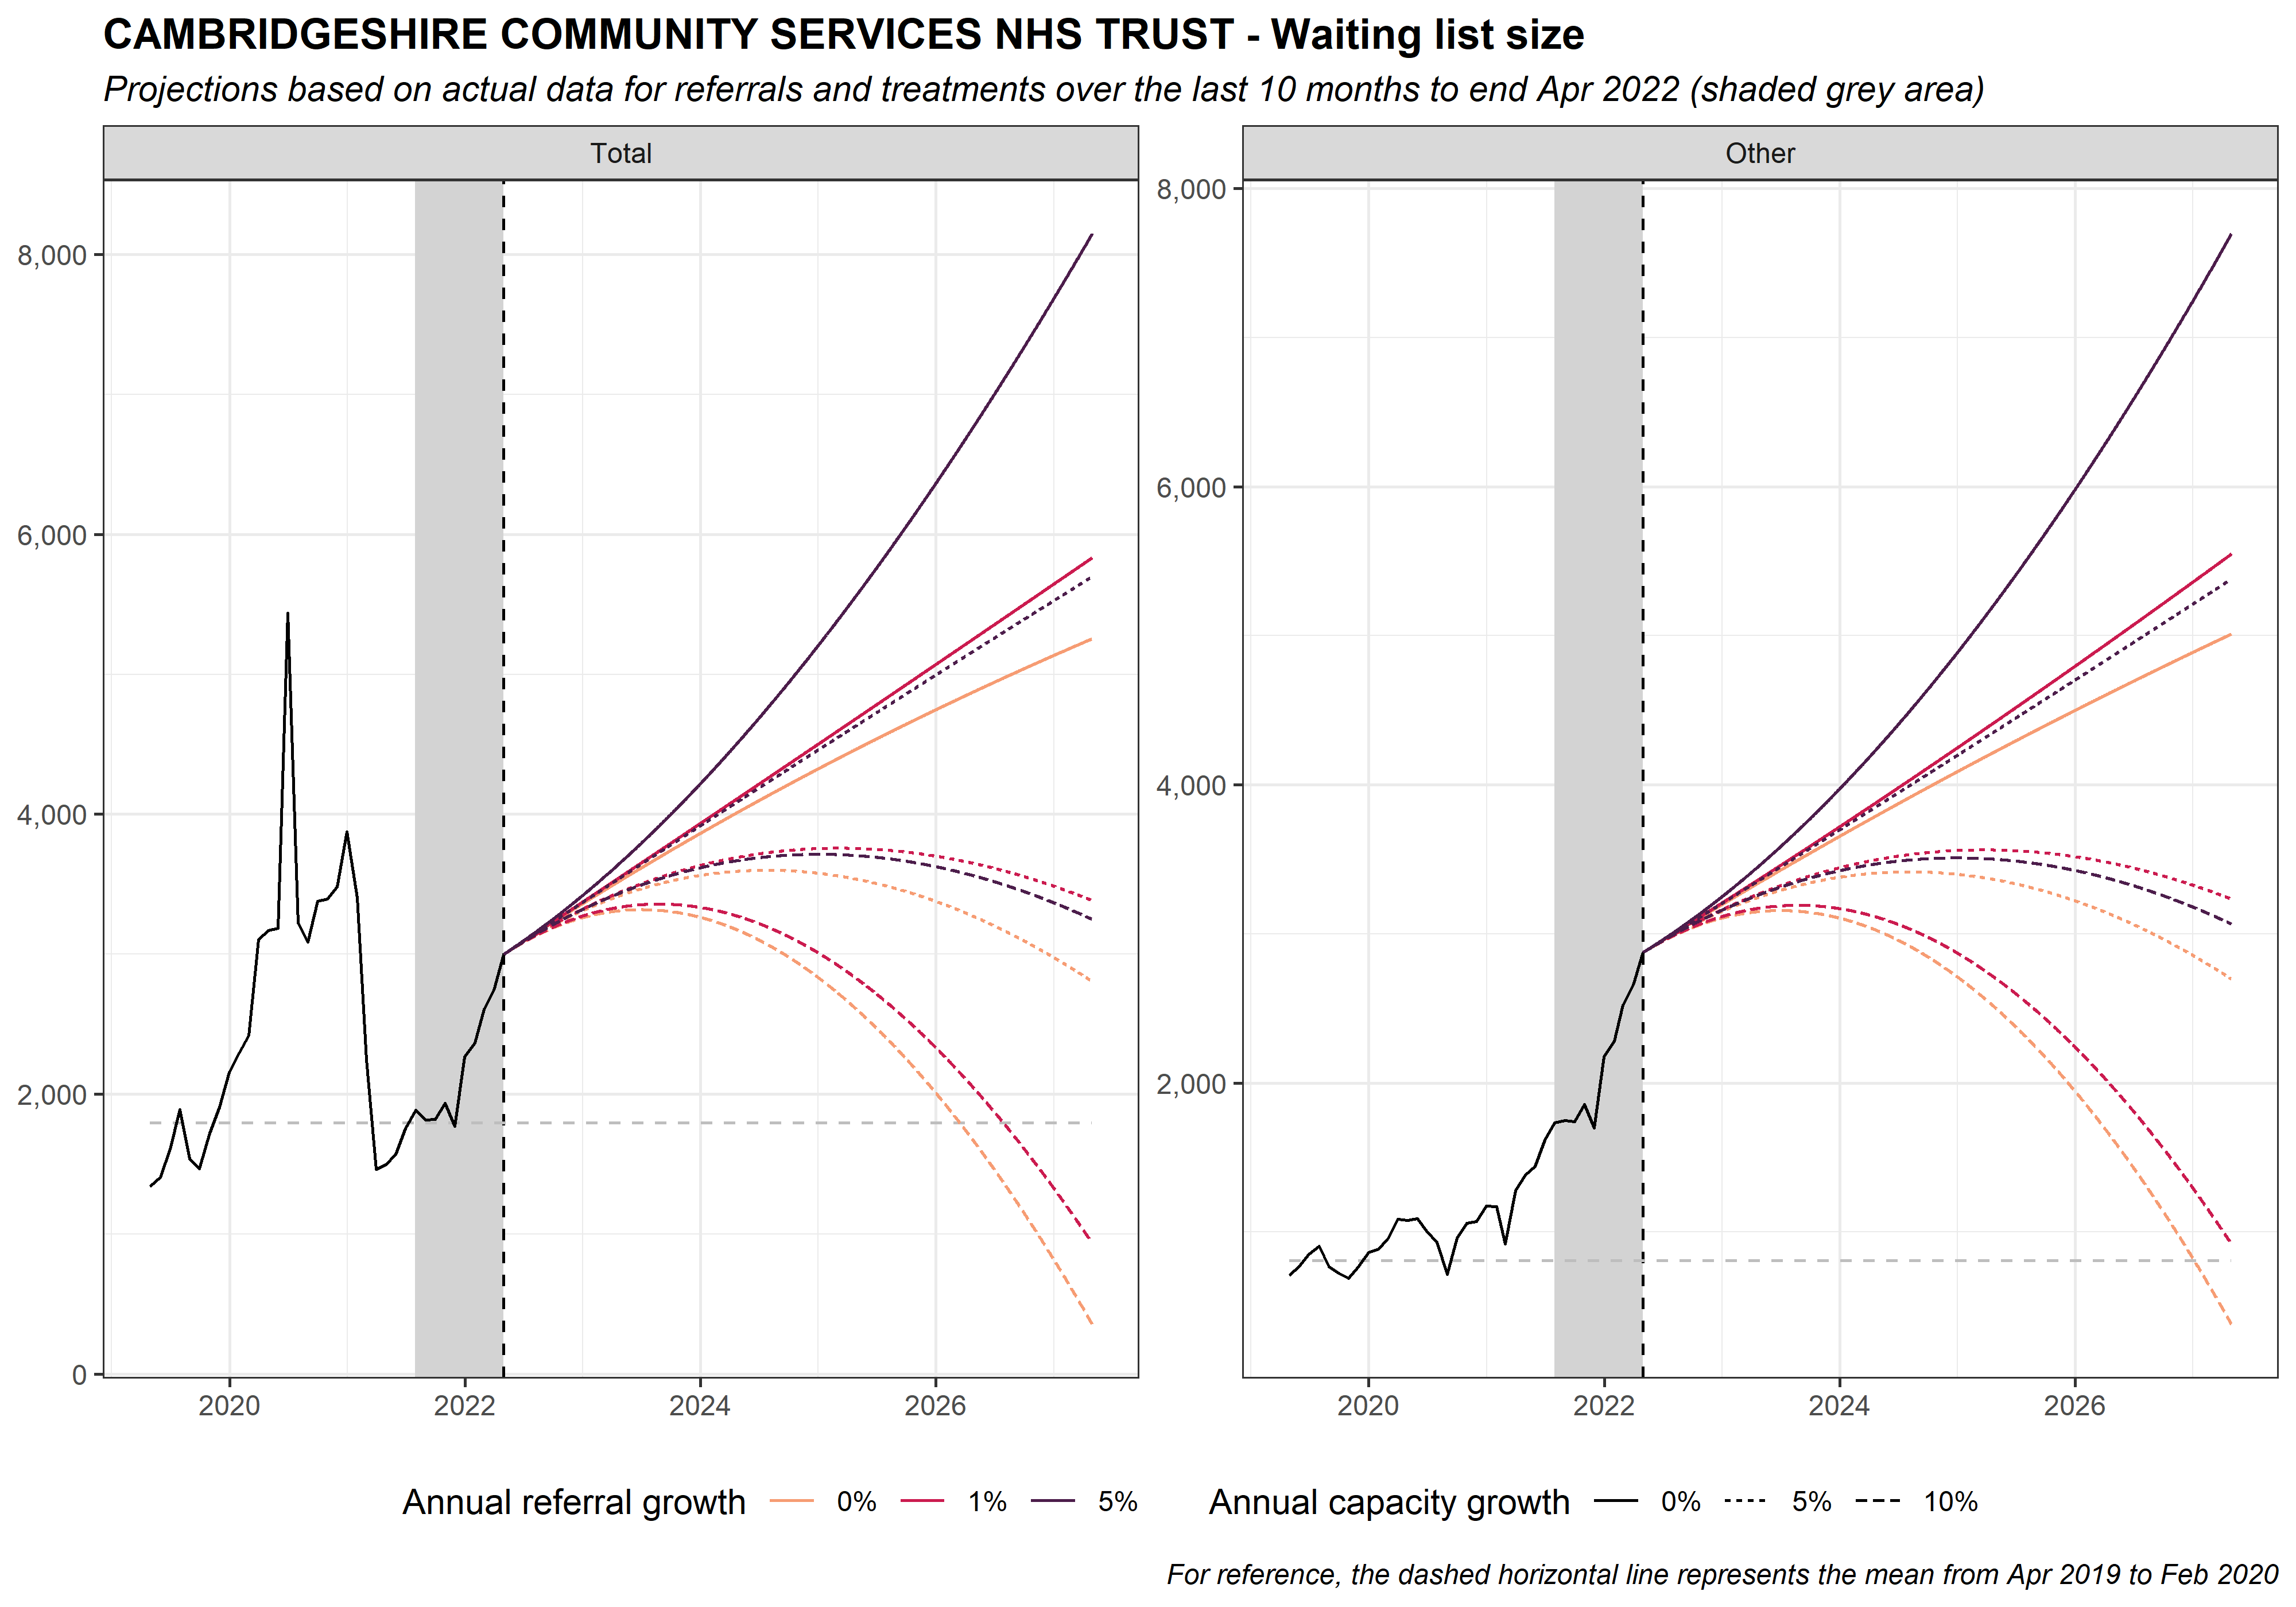 CAMBRIDGESHIRE COMMUNITY SERVICES NHS TRUST - Waiting list size
Projections based on actual data for referrals and treatments over the last 10 months to end Apr 2022 (shaded grey area)
Total
8,000
6,000
4,000
2,000
0
2020 2022 2024 2026
Other
8,000
6,000
4,000
2,000
2020 2022 2024 2026
Annual referral growth 0% 1% 5%
Annual capacity growth 0% 5% 10%
For reference, the dashed horizontal line represents the mean from Apr 2019 to Feb 2020